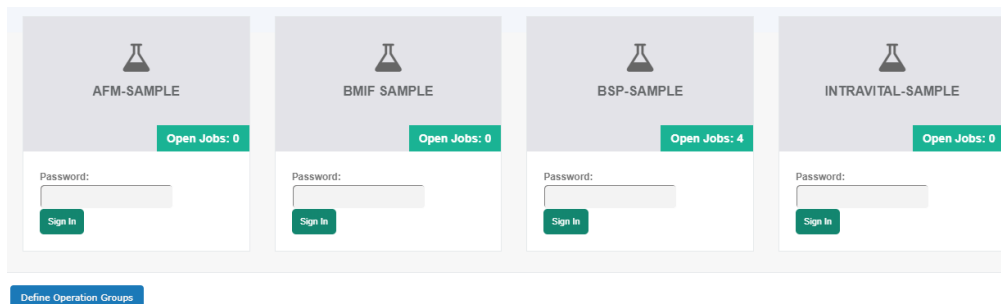 AFM-SAMPLE
Open Jobs: 0
Password:
Sign In
BMIF SAMPLE
Open Jobs: 0
Password:
Sign In
BSP-SAMPLE
Open Jobs: 4
Password:
Sign In
INTRAVITAL-SAMPLE
Open Jobs: 0
Password:
Sign In
Define Operation Groups